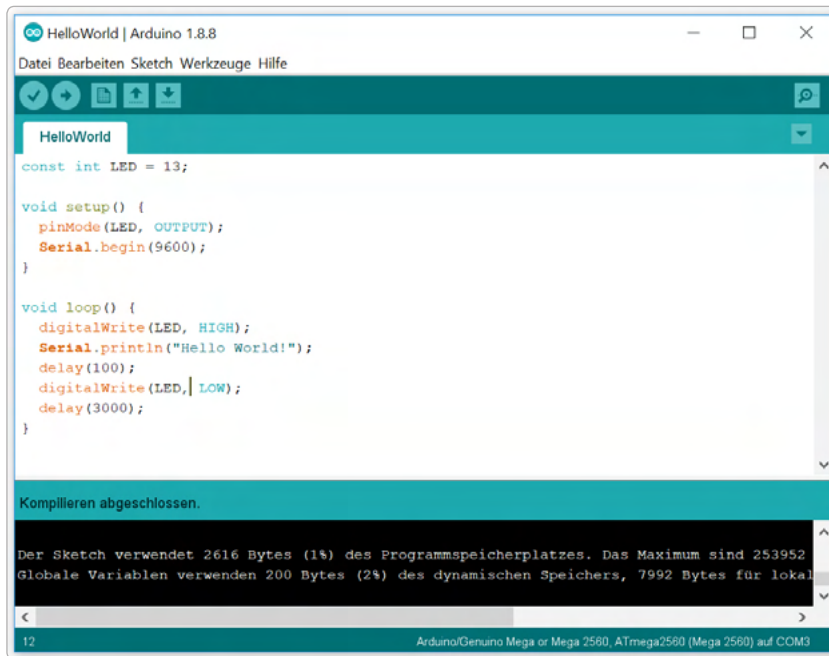 HelloWorld | Arduino 1.8.8
Datei Bearbeiten Sketch Werkzeuge Hilfe
HelloWorld
const int LED = 13;
void setup() {
  pinMode(LED, OUTPUT);
  Serial.begin(9600);
}
void loop() {
  digitalWrite(LED, HIGH);
  Serial.println("Hello World!");
  delay(100);
  digitalWrite(LED, LOW);
  delay(3000);
}
Kompilieren abgeschlossen.
Der Sketch verwendet 2616 Bytes (1%) des Programmspeicherplatzes. Das Maximum sind 253952
Globale Variablen verwenden 200 Bytes (2%) des dynamischen Speichers, 7992 Bytes für lokal
12 Arduino/Genuino Mega or Mega 2560, ATmega2560 (Mega 2560) auf COM3